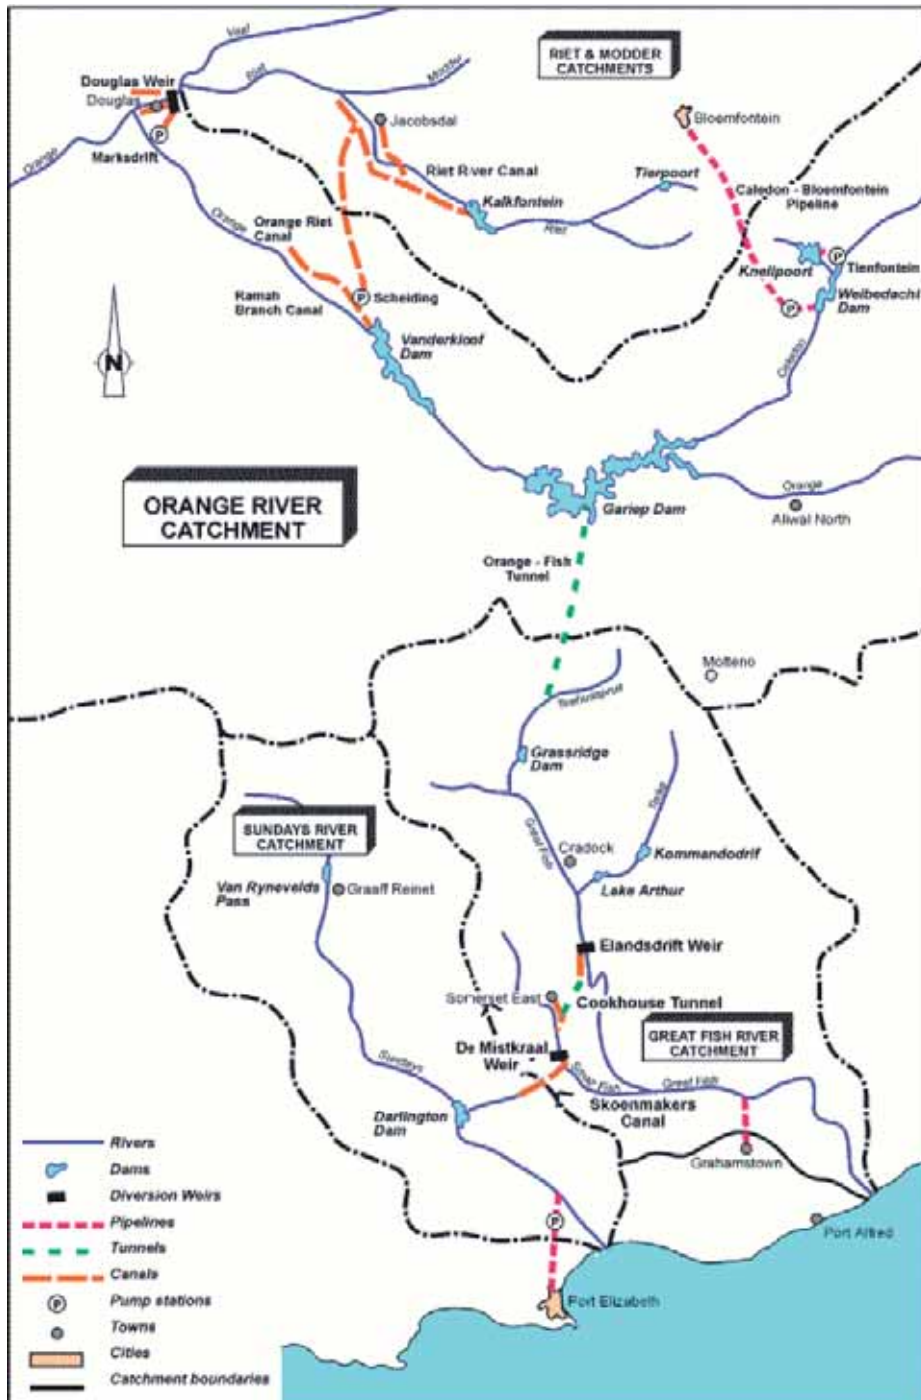 Vaal
RIET & MODDER
CATCHMENTS
Riet
Modder
Douglas Weir
Douglas
P
Marksdrift
Orange
Jacobsdal
Bloemfontein
Riet River Canal
Tierpoort
Caledon - Bloemfontein
Pipeline
Kalkfontein
Riet
Orange
Orange Riet
Canal
Knellpoort
P
Tienfontein
Welbedacht
Dam
P
Ramah
Branch Canal
P
Scheiding
Vanderkloof
Dam
Caledon
N
ORANGE RIVER
CATCHMENT
Gariep Dam
Orange
Aliwal North
Orange - Fish
Tunnel
Molteno
Teebusspruit
Grassridge
Dam
Tarka
SUNDAYS RIVER
CATCHMENT
Great Fish
Cradock
Kommandodrif
Van Rynevelds
Pass
Graaff Reinet
Lake Arthur
Elandsdrift Weir
Somerset East
Cookhouse Tunnel
GREAT FISH RIVER
CATCHMENT
De Mistkraal
Weir
Sundays
Great Fish
Skoenmakers
Canal
Darlington
Dam
Grahamstown
P
Port Alfred
Port Elizabeth
Rivers
Dams
Diversion Weirs
Pipelines
Tunnels
Canals
P
Pump stations
Towns
Cities
Catchment boundaries